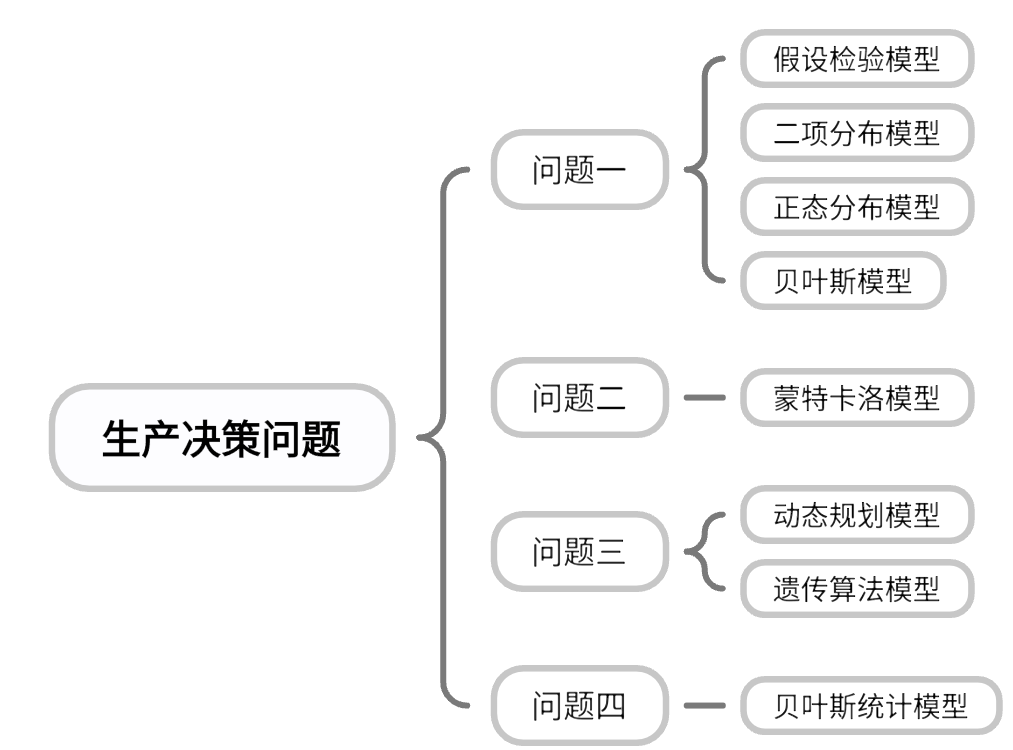 生产决策问题
问题一
假设检验模型
二项分布模型
正态分布模型
贝叶斯模型
问题二
蒙特卡洛模型
问题三
动态规划模型
遗传算法模型
问题四
贝叶斯统计模型